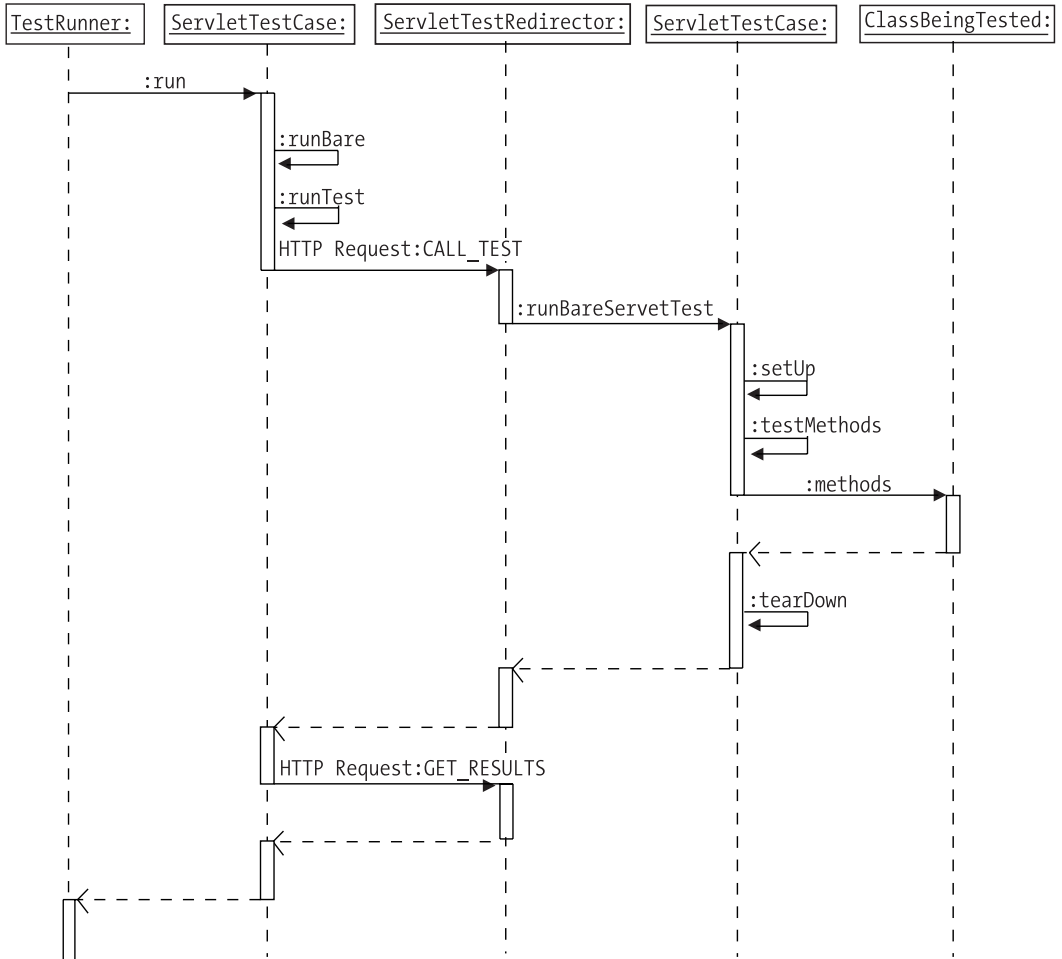 TestRunner:
ServletTestCase:
ServletTestRedirector:
ServletTestCase:
ClassBeingTested:
:run
:runBare
:runTest
HTTP Request:CALL_TEST
:runBareServetTest
:setUp
:testMethods
:methods
:tearDown
HTTP Request:GET_RESULTS